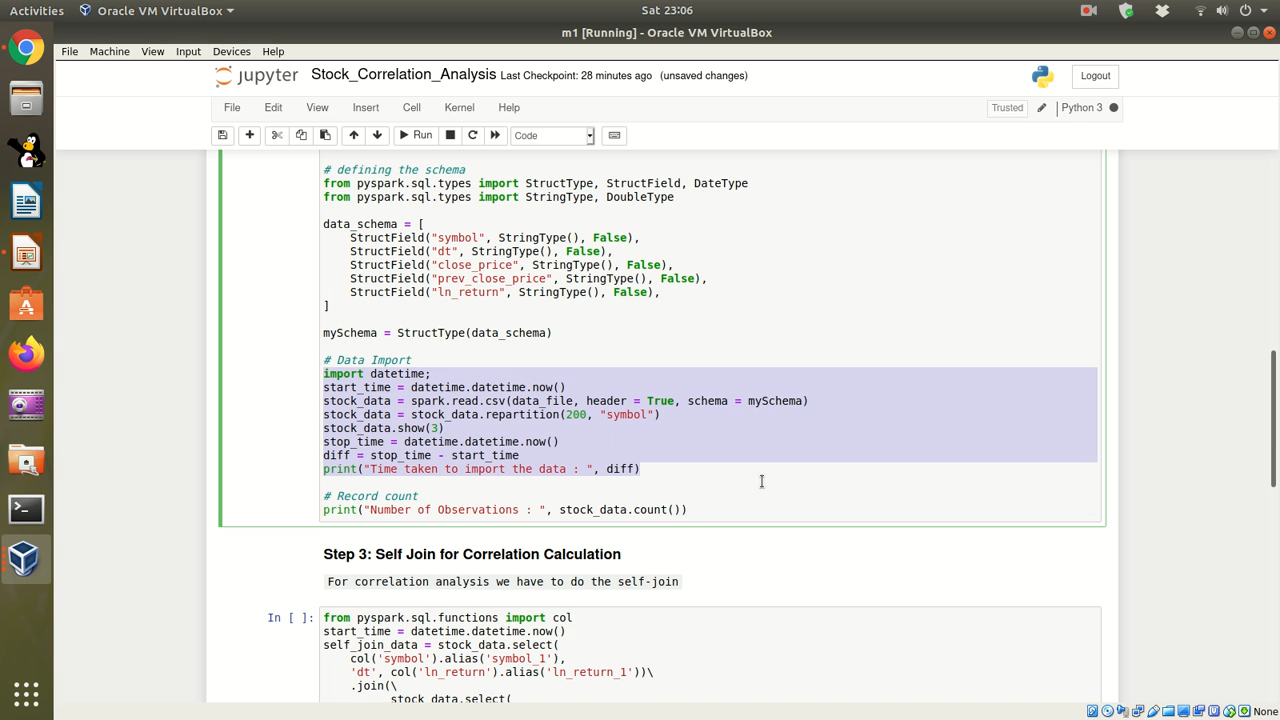 Activities Oracle VM VirtualBox Sat 23:06
m1 [Running] - Oracle VM VirtualBox
File Machine View Input Devices Help
jupyter Stock_Correlation_Analysis Last Checkpoint: 28 minutes ago (unsaved changes) Logout
File Edit View Insert Cell Kernel Help Trusted Python 3
Run Code
# defining the schema
from pyspark.sql.types import StructType, StructField, DateType
from pyspark.sql.types import StringType, DoubleType
data_schema = [
    StructField("symbol", StringType(), False),
    StructField("dt", StringType(), False),
    StructField("close_price", StringType(), False),
    StructField("prev_close_price", StringType(), False),
    StructField("ln_return", StringType(), False),
]
mySchema = StructType(data_schema)
# Data Import
import datetime;
start_time = datetime.datetime.now()
stock_data = spark.read.csv(data_file, header = True, schema = mySchema)
stock_data = stock_data.repartition(200, "symbol")
stock_data.show(3)
stop_time = datetime.datetime.now()
diff = stop_time - start_time
print("Time taken to import the data : ", diff)
# Record count
print("Number of Observations : ", stock_data.count())
Step 3: Self Join for Correlation Calculation
For correlation analysis we have to do the self-join
In [ ]: from pyspark.sql.functions import col
start_time = datetime.datetime.now()
self_join_data = stock_data.select(
    col('symbol').alias('symbol_1'),
    'dt', col('ln_return').alias('ln_return_1'))\
    .join(\
          stock_data.select(
None